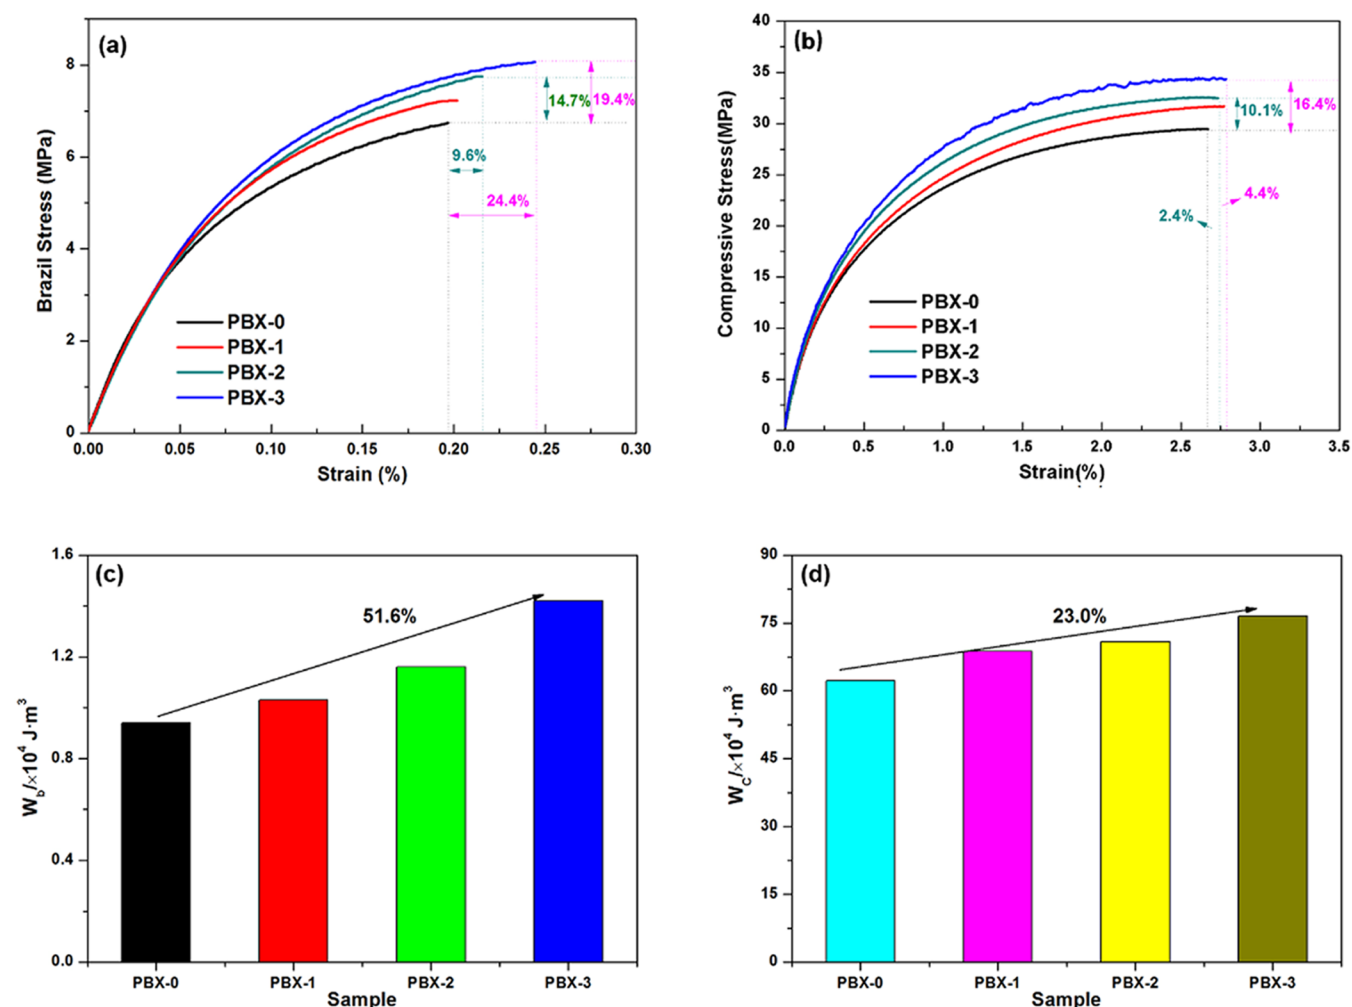 (a)
Brazil Stress (MPa)
8
6
4
2
0
0.00 0.05 0.10 0.15 0.20 0.25 0.30
Strain (%)
14.7% 19.4%
9.6%
24.4%
PBX-0
PBX-1
PBX-2
PBX-3
(b)
Compressive Stress(MPa)
40
35
30
25
20
15
10
5
0
0.0 0.5 1.0 1.5 2.0 2.5 3.0 3.5
Strain(%)
10.1% 16.4%
4.4%
2.4%
PBX-0
PBX-1
PBX-2
PBX-3
(c)
W_b/×10^4 J·m^3
1.6
1.2
0.8
0.4
0.0
51.6%
PBX-0 PBX-1 PBX-2 PBX-3
Sample
(d)
W_C/×10^4 J·m^3
90
75
60
45
30
15
0
23.0%
PBX-0 PBX-1 PBX-2 PBX-3
Sample